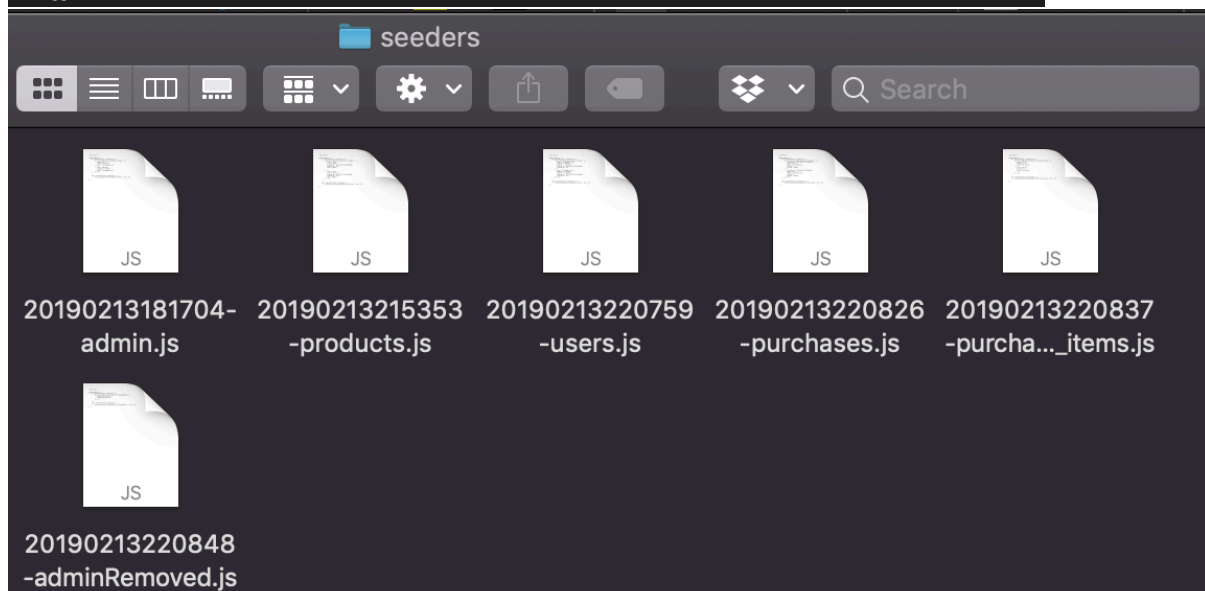 seeders
Search
JS
JS
JS
JS
JS
20190213181704-
admin.js
20190213215353
-products.js
20190213220759
-users.js
20190213220826
-purchases.js
20190213220837
-purcha..._items.js
JS
20190213220848
-adminRemoved.js